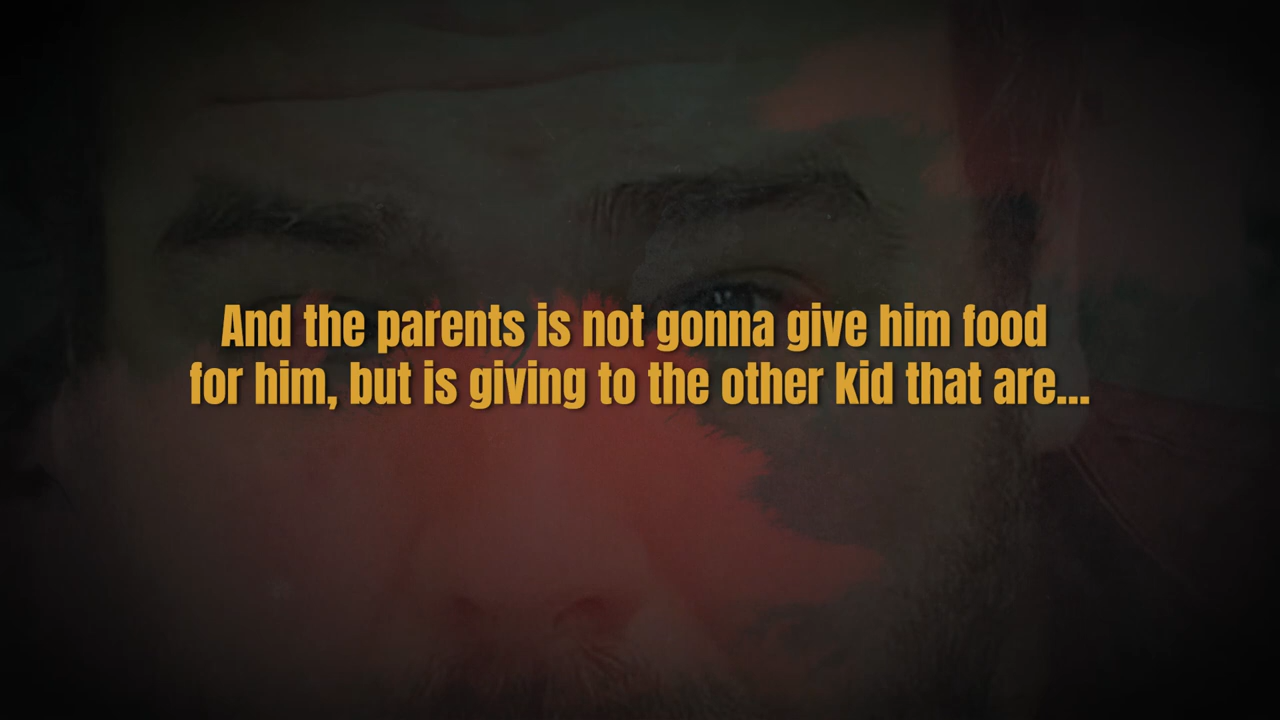 And the parents is not gonna give him food
for him, but is giving to the other kid that are...